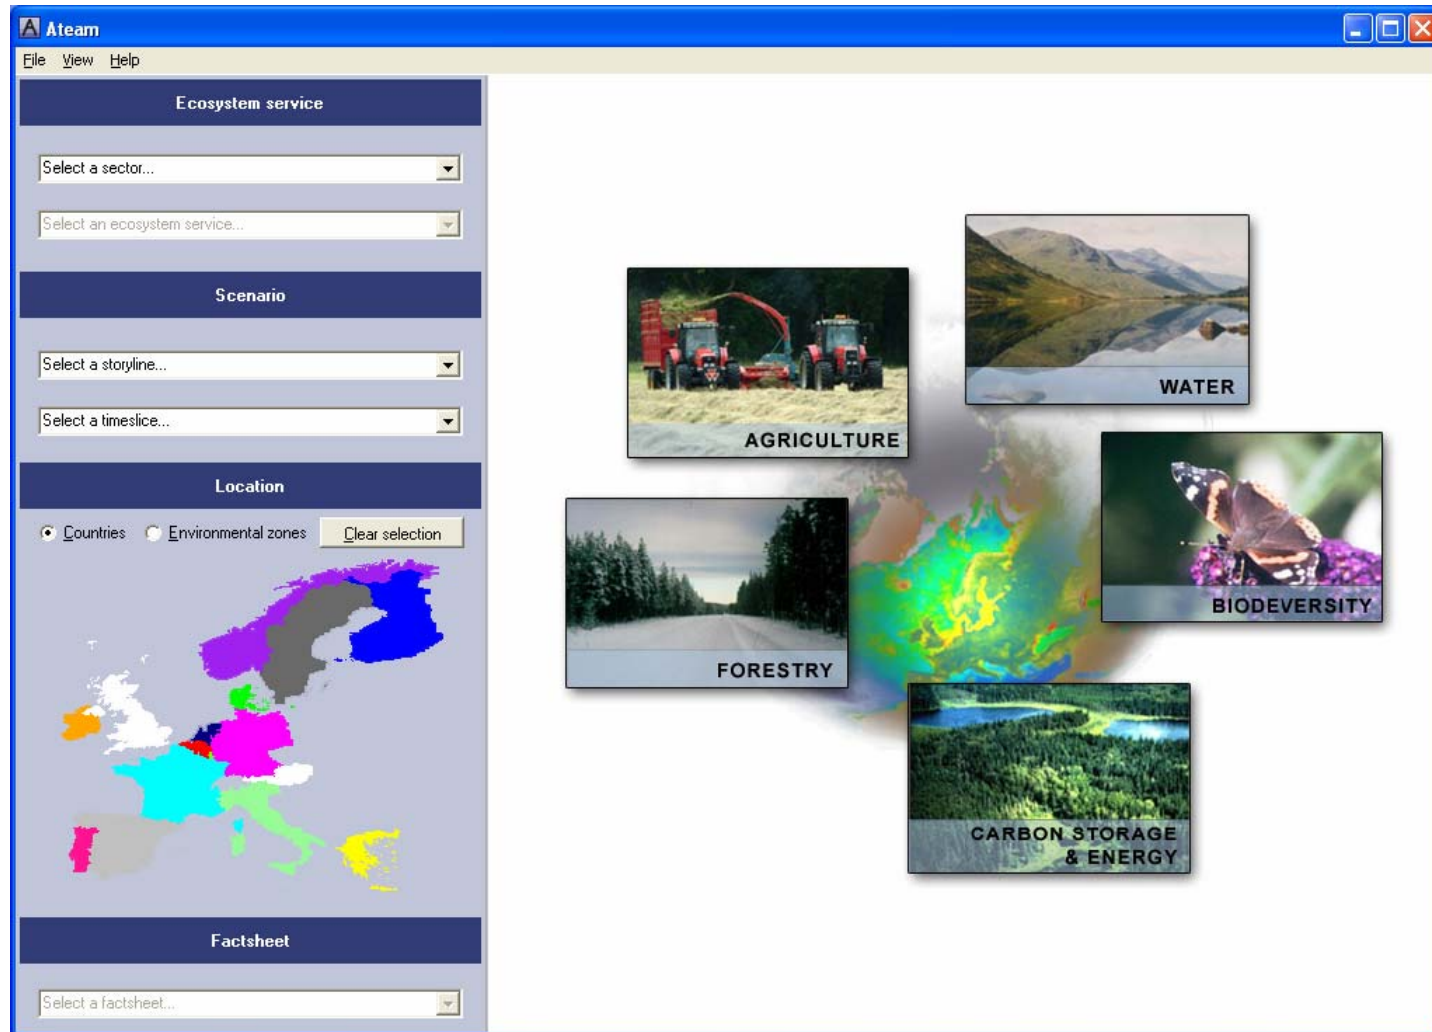 Ateam
File View Help
Ecosystem service
Select a sector...
Select an ecosystem service...
Scenario
Select a storyline...
Select a timeslice...
Location
Countries Environmental zones Clear selection
Factsheet
Select a factsheet...
WATER
AGRICULTURE
BIODEVERSITY
FORESTRY
CARBON STORAGE
& ENERGY